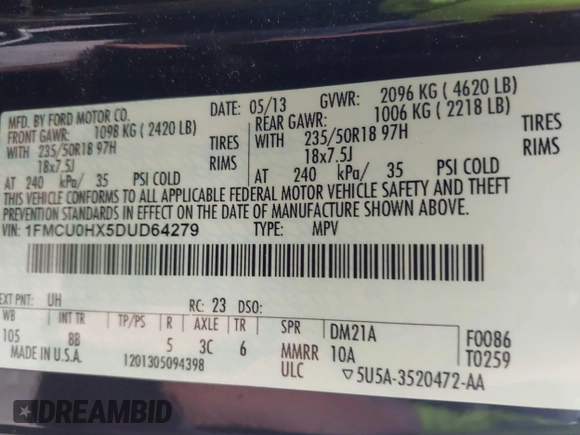 MFD. BY FORD MOTOR CO. DATE: 05/13 GVWR: 2096 KG ( 4620 LB)
FRONT GAWR: 1098 KG ( 2420 LB) REAR GAWR: 1006 KG ( 2218 LB)
WITH 235/50R18 97H TIRES WITH 235/50R18 97H TIRES
18x7.5J RIMS 18x7.5J RIMS
AT 240 kPa/ 35 PSI COLD AT 240 kPa/ 35 PSI COLD
THIS VEHICLE CONFORMS TO ALL APPLICABLE FEDERAL MOTOR VEHICLE SAFETY AND THEFT
PREVENTION STANDARDS IN EFFECT ON THE DATE OF MANUFACTURE SHOWN ABOVE.
VIN: 1FMCU0HX5DUD64279 TYPE: MPV
EXT PNT: UH RC: 23 DSO:
WB INT TR TP/PS R AXLE TR SPR DM21A F0086
105 8B 5 3C 6 MMRR 10A T0259
MADE IN U.S.A. 1201305094398 ULC ▽5U5A-3520472-AA
DREAMBID